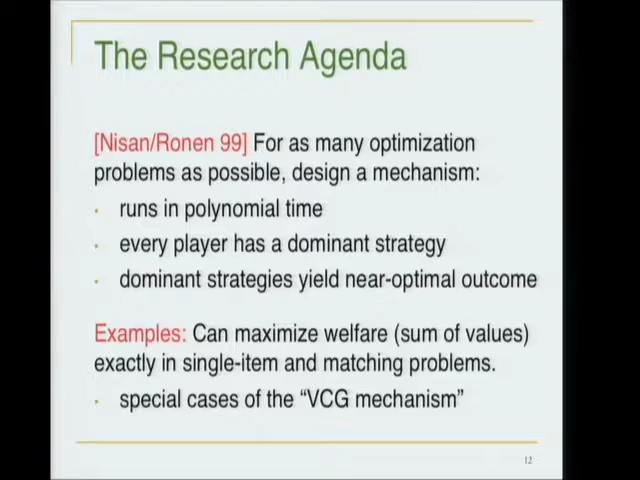 The Research Agenda
[Nisan/Ronen 99] For as many optimization
problems as possible, design a mechanism:
· runs in polynomial time
· every player has a dominant strategy
· dominant strategies yield near-optimal outcome
Examples: Can maximize welfare (sum of values)
exactly in single-item and matching problems.
· special cases of the “VCG mechanism”
12